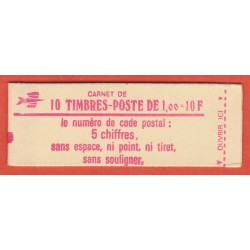 CARNET DE
10 TIMBRES-POSTE DE 1,00-10F
le numéro de code postal :
5 chiffres,
sans espace, ni point, ni tiret,
sans souligner.
OUVRIR ICI